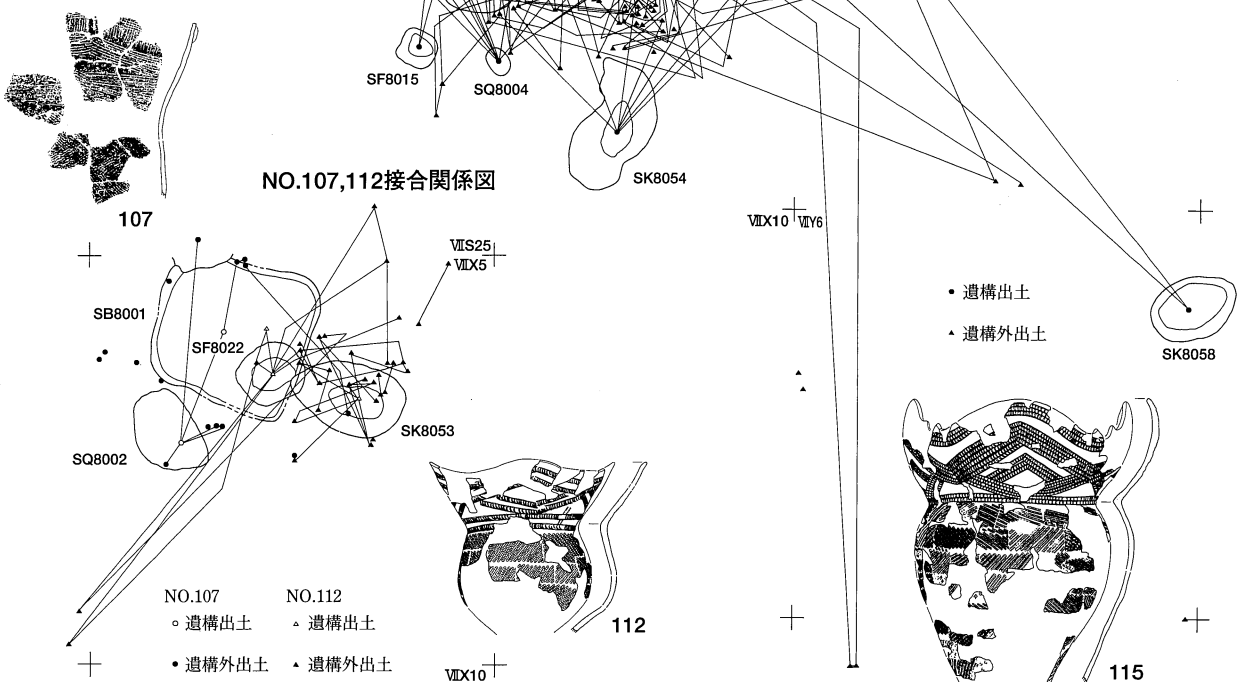 SF8015
SQ8004
SK8054
107
NO.107,112接合関係図
ⅦX10 ⅦY6
ⅦS25
ⅦX5
SB8001
● 遺構出土
SF8022
▲ 遺構外出土
SK8058
SK8053
SQ8002
NO.107 NO.112
○ 遺構出土 △ 遺構出土
● 遺構外出土 ▲ 遺構外出土
112
ⅦX10
115